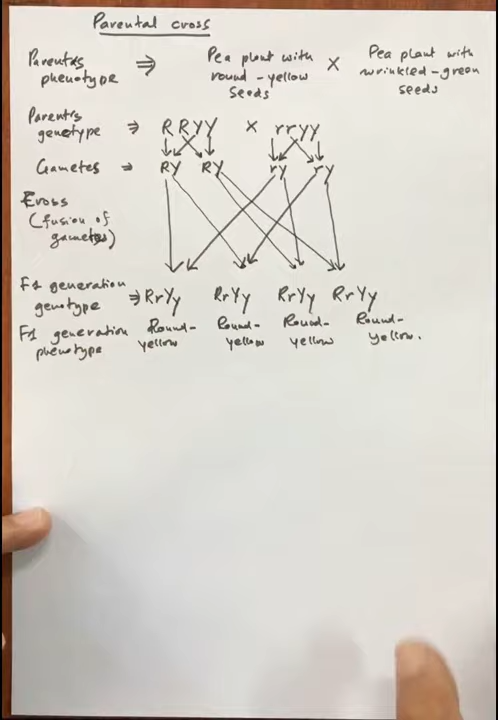 Parental cross
Parents phenotype ⇒ Pea plant with round-yellow seeds × Pea plant with wrinkled-green seeds
Parents genotype ⇒ RRYY × rryy
Gametes ⇒ RY RY ry ry
Cross (fusion of gametes)
F1 generation genotype ⇒ RrYy RrYy RrYy RrYy
F1 generation phenotype Round-yellow Round-yellow Round-yellow Round-yellow.